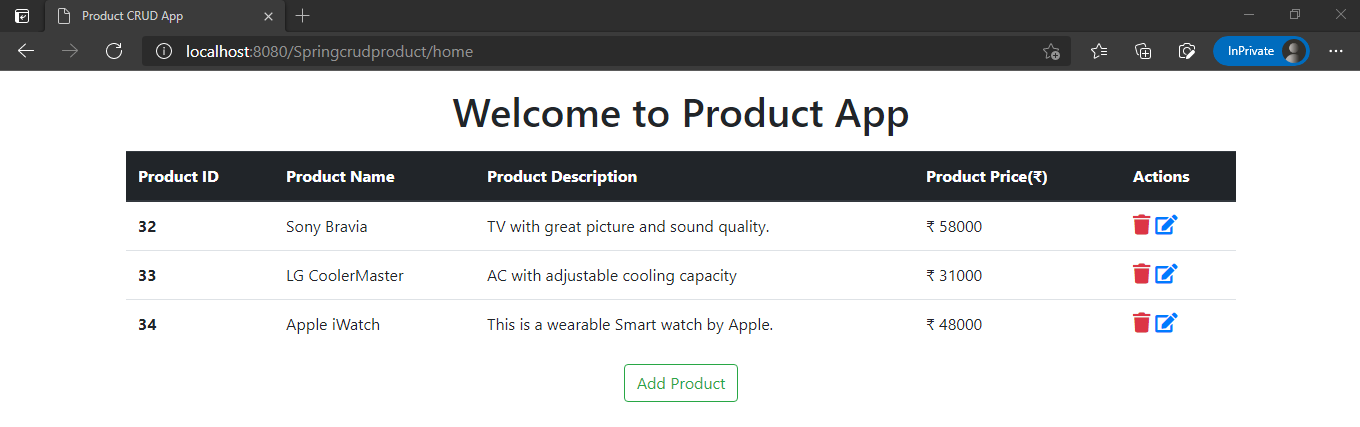 Product CRUD App
localhost:8080/Springcrudproduct/home
InPrivate
Welcome to Product App
Product ID Product Name Product Description Product Price(₹) Actions
32 Sony Bravia TV with great picture and sound quality. ₹ 58000
33 LG CoolerMaster AC with adjustable cooling capacity ₹ 31000
34 Apple iWatch This is a wearable Smart watch by Apple. ₹ 48000
Add Product